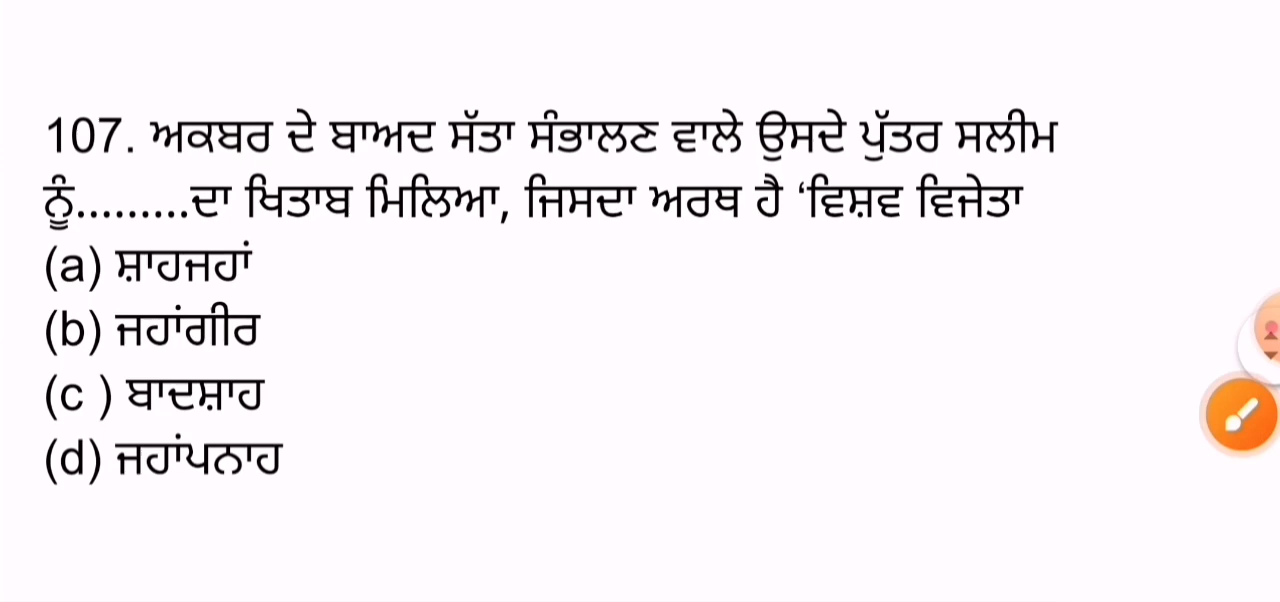 107. ਅਕਬਰ ਦੇ ਬਾਅਦ ਸੱਤਾ ਸੰਭਾਲਣ ਵਾਲੇ ਉਸਦੇ ਪੁੱਤਰ ਸਲੀਮ
ਨੂੰ.........ਦਾ ਖਿਤਾਬ ਮਿਲਿਆ, ਜਿਸਦਾ ਅਰਥ ਹੈ ‘ਵਿਸ਼ਵ ਵਿਜੇਤਾ
(a) ਸ਼ਾਹਜਹਾਂ
(b) ਜਹਾਂਗੀਰ
(c ) ਬਾਦਸ਼ਾਹ
(d) ਜਹਾਂਪਨਾਹ